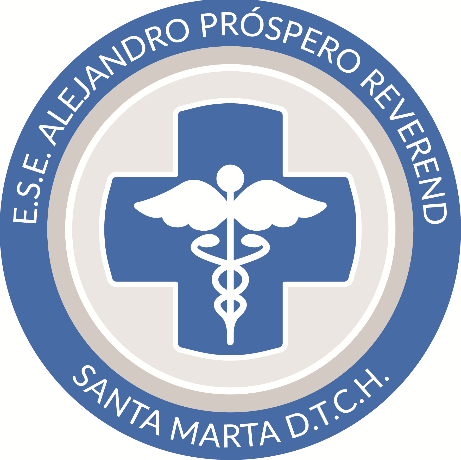 E.S.E. ALEJANDRO PRÓSPERO REVEREND
SANTA MARTA D.T.C.H.